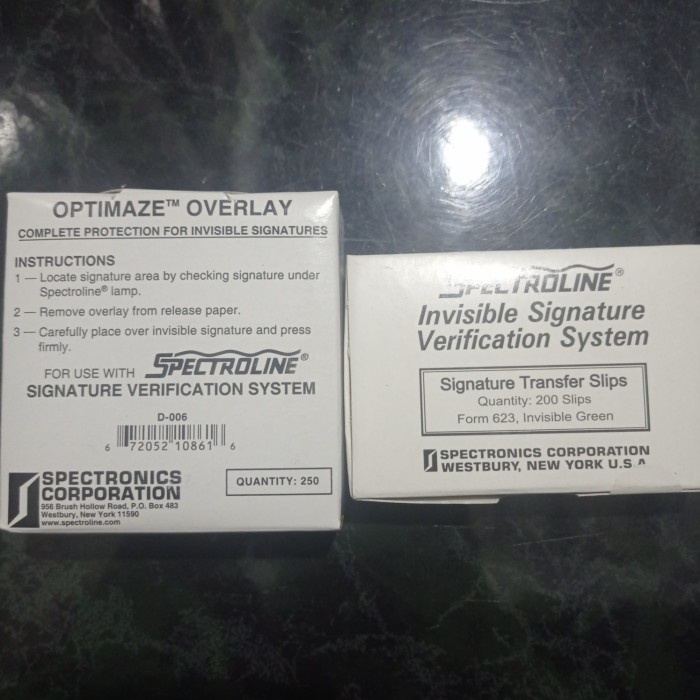 OPTIMAZE™ OVERLAY
COMPLETE PROTECTION FOR INVISIBLE SIGNATURES
INSTRUCTIONS
1 — Locate signature area by checking signature under
Spectroline® lamp.
2 — Remove overlay from release paper.
3 — Carefully place over invisible signature and press
firmly.
FOR USE WITH SPECTROLINE®
SIGNATURE VERIFICATION SYSTEM
D-006
6 72052 10861 6
SPECTRONICS
CORPORATION
956 Brush Hollow Road, P.O. Box 483
Westbury, New York 11590
www.spectroline.com
QUANTITY: 250
SPECTROLINE®
Invisible Signature
Verification System
Signature Transfer Slips
Quantity: 200 Slips
Form 623, Invisible Green
SPECTRONICS CORPORATION
WESTBURY, NEW YORK U.S.A